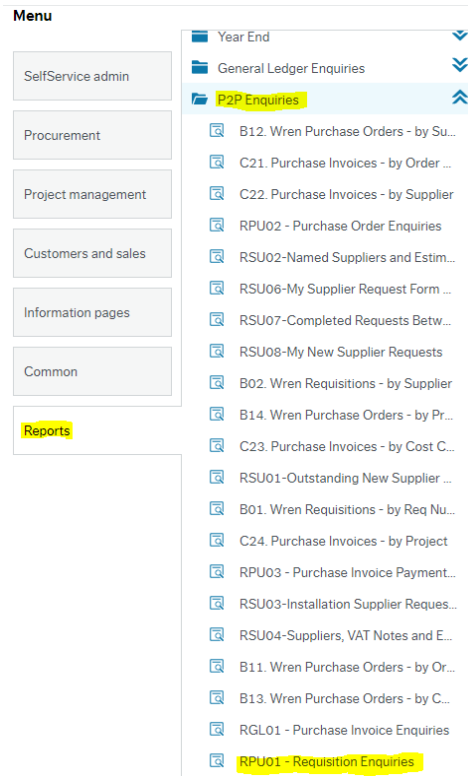 Menu
SelfService admin
Procurement
Project management
Customers and sales
Information pages
Common
Reports
Year End
General Ledger Enquiries
P2P Enquiries
B12. Wren Purchase Orders - by Su...
C21. Purchase Invoices - by Order ...
C22. Purchase Invoices - by Supplier
RPU02 - Purchase Order Enquiries
RSU02-Named Suppliers and Estim...
RSU06-My Supplier Request Form ...
RSU07-Completed Requests Betw...
RSU08-My New Supplier Requests
B02. Wren Requisitions - by Supplier
B14. Wren Purchase Orders - by Pr...
C23. Purchase Invoices - by Cost C...
RSU01-Outstanding New Supplier ...
B01. Wren Requisitions - by Req Nu...
C24. Purchase Invoices - by Project
RPU03 - Purchase Invoice Payment...
RSU03-Installation Supplier Reques...
RSU04-Suppliers, VAT Notes and E...
B11. Wren Purchase Orders - by Or...
B13. Wren Purchase Orders - by C...
RGL01 - Purchase Invoice Enquiries
RPU01 - Requisition Enquiries